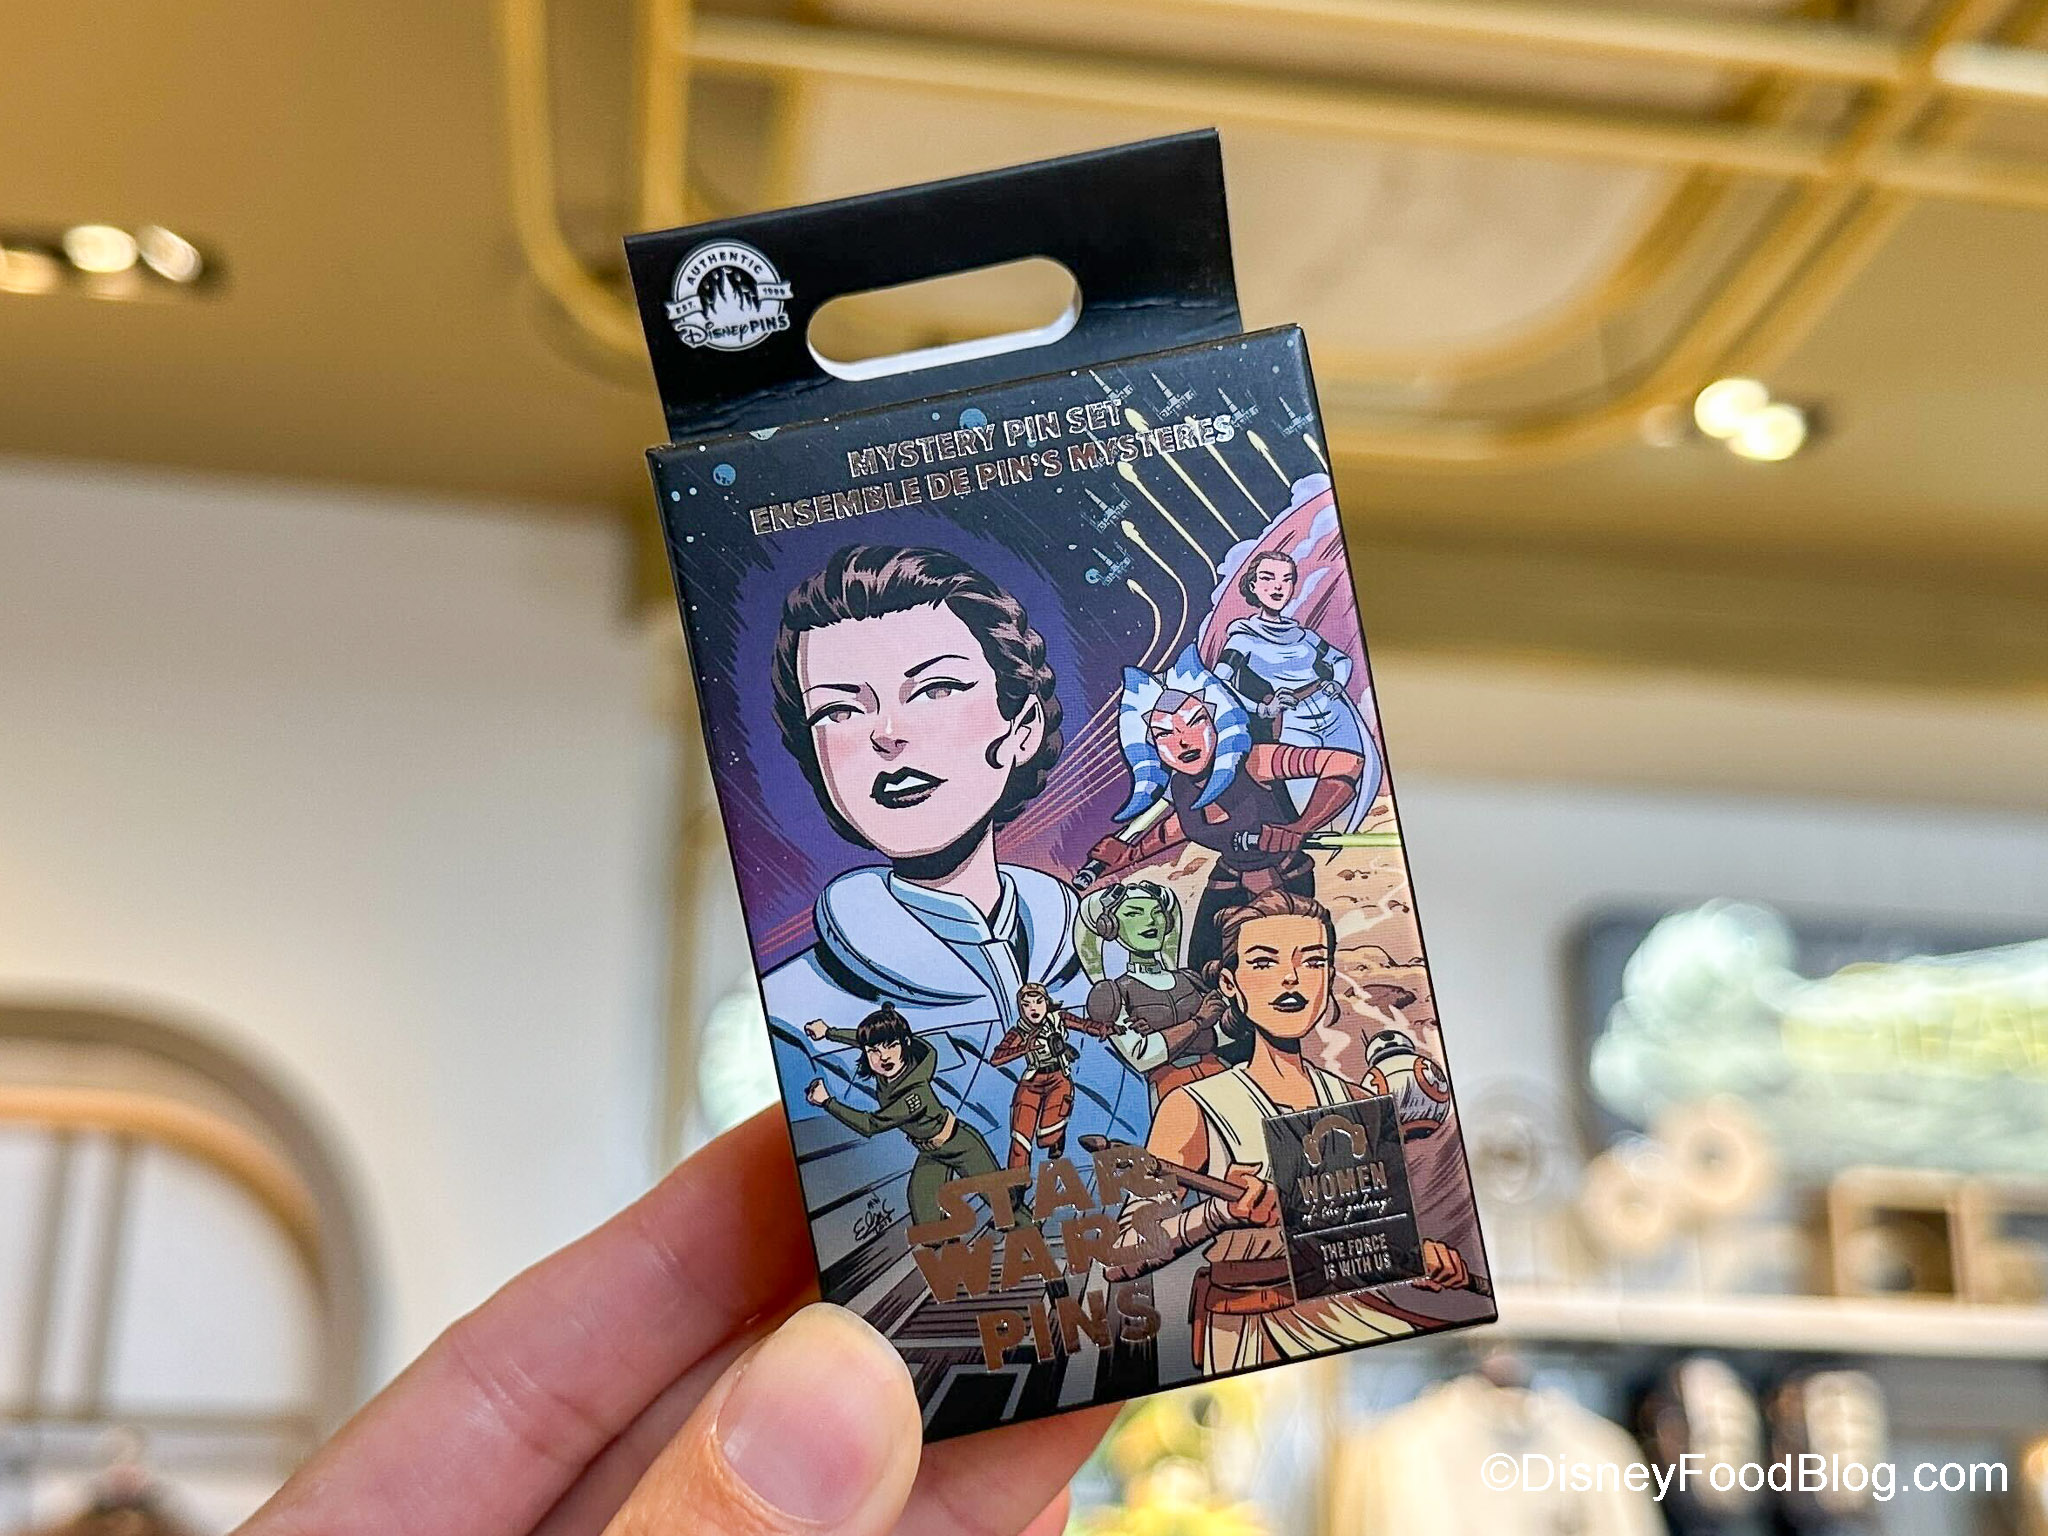 AUTHENTIC
EST. 1999
Disney PINS
MYSTERY PIN SET
ENSEMBLE DE PIN'S MYSTERES
STAR
WARS
PINS
WOMEN
of the galaxy
THE FORCE
IS WITH US
©DisneyFoodBlog.com